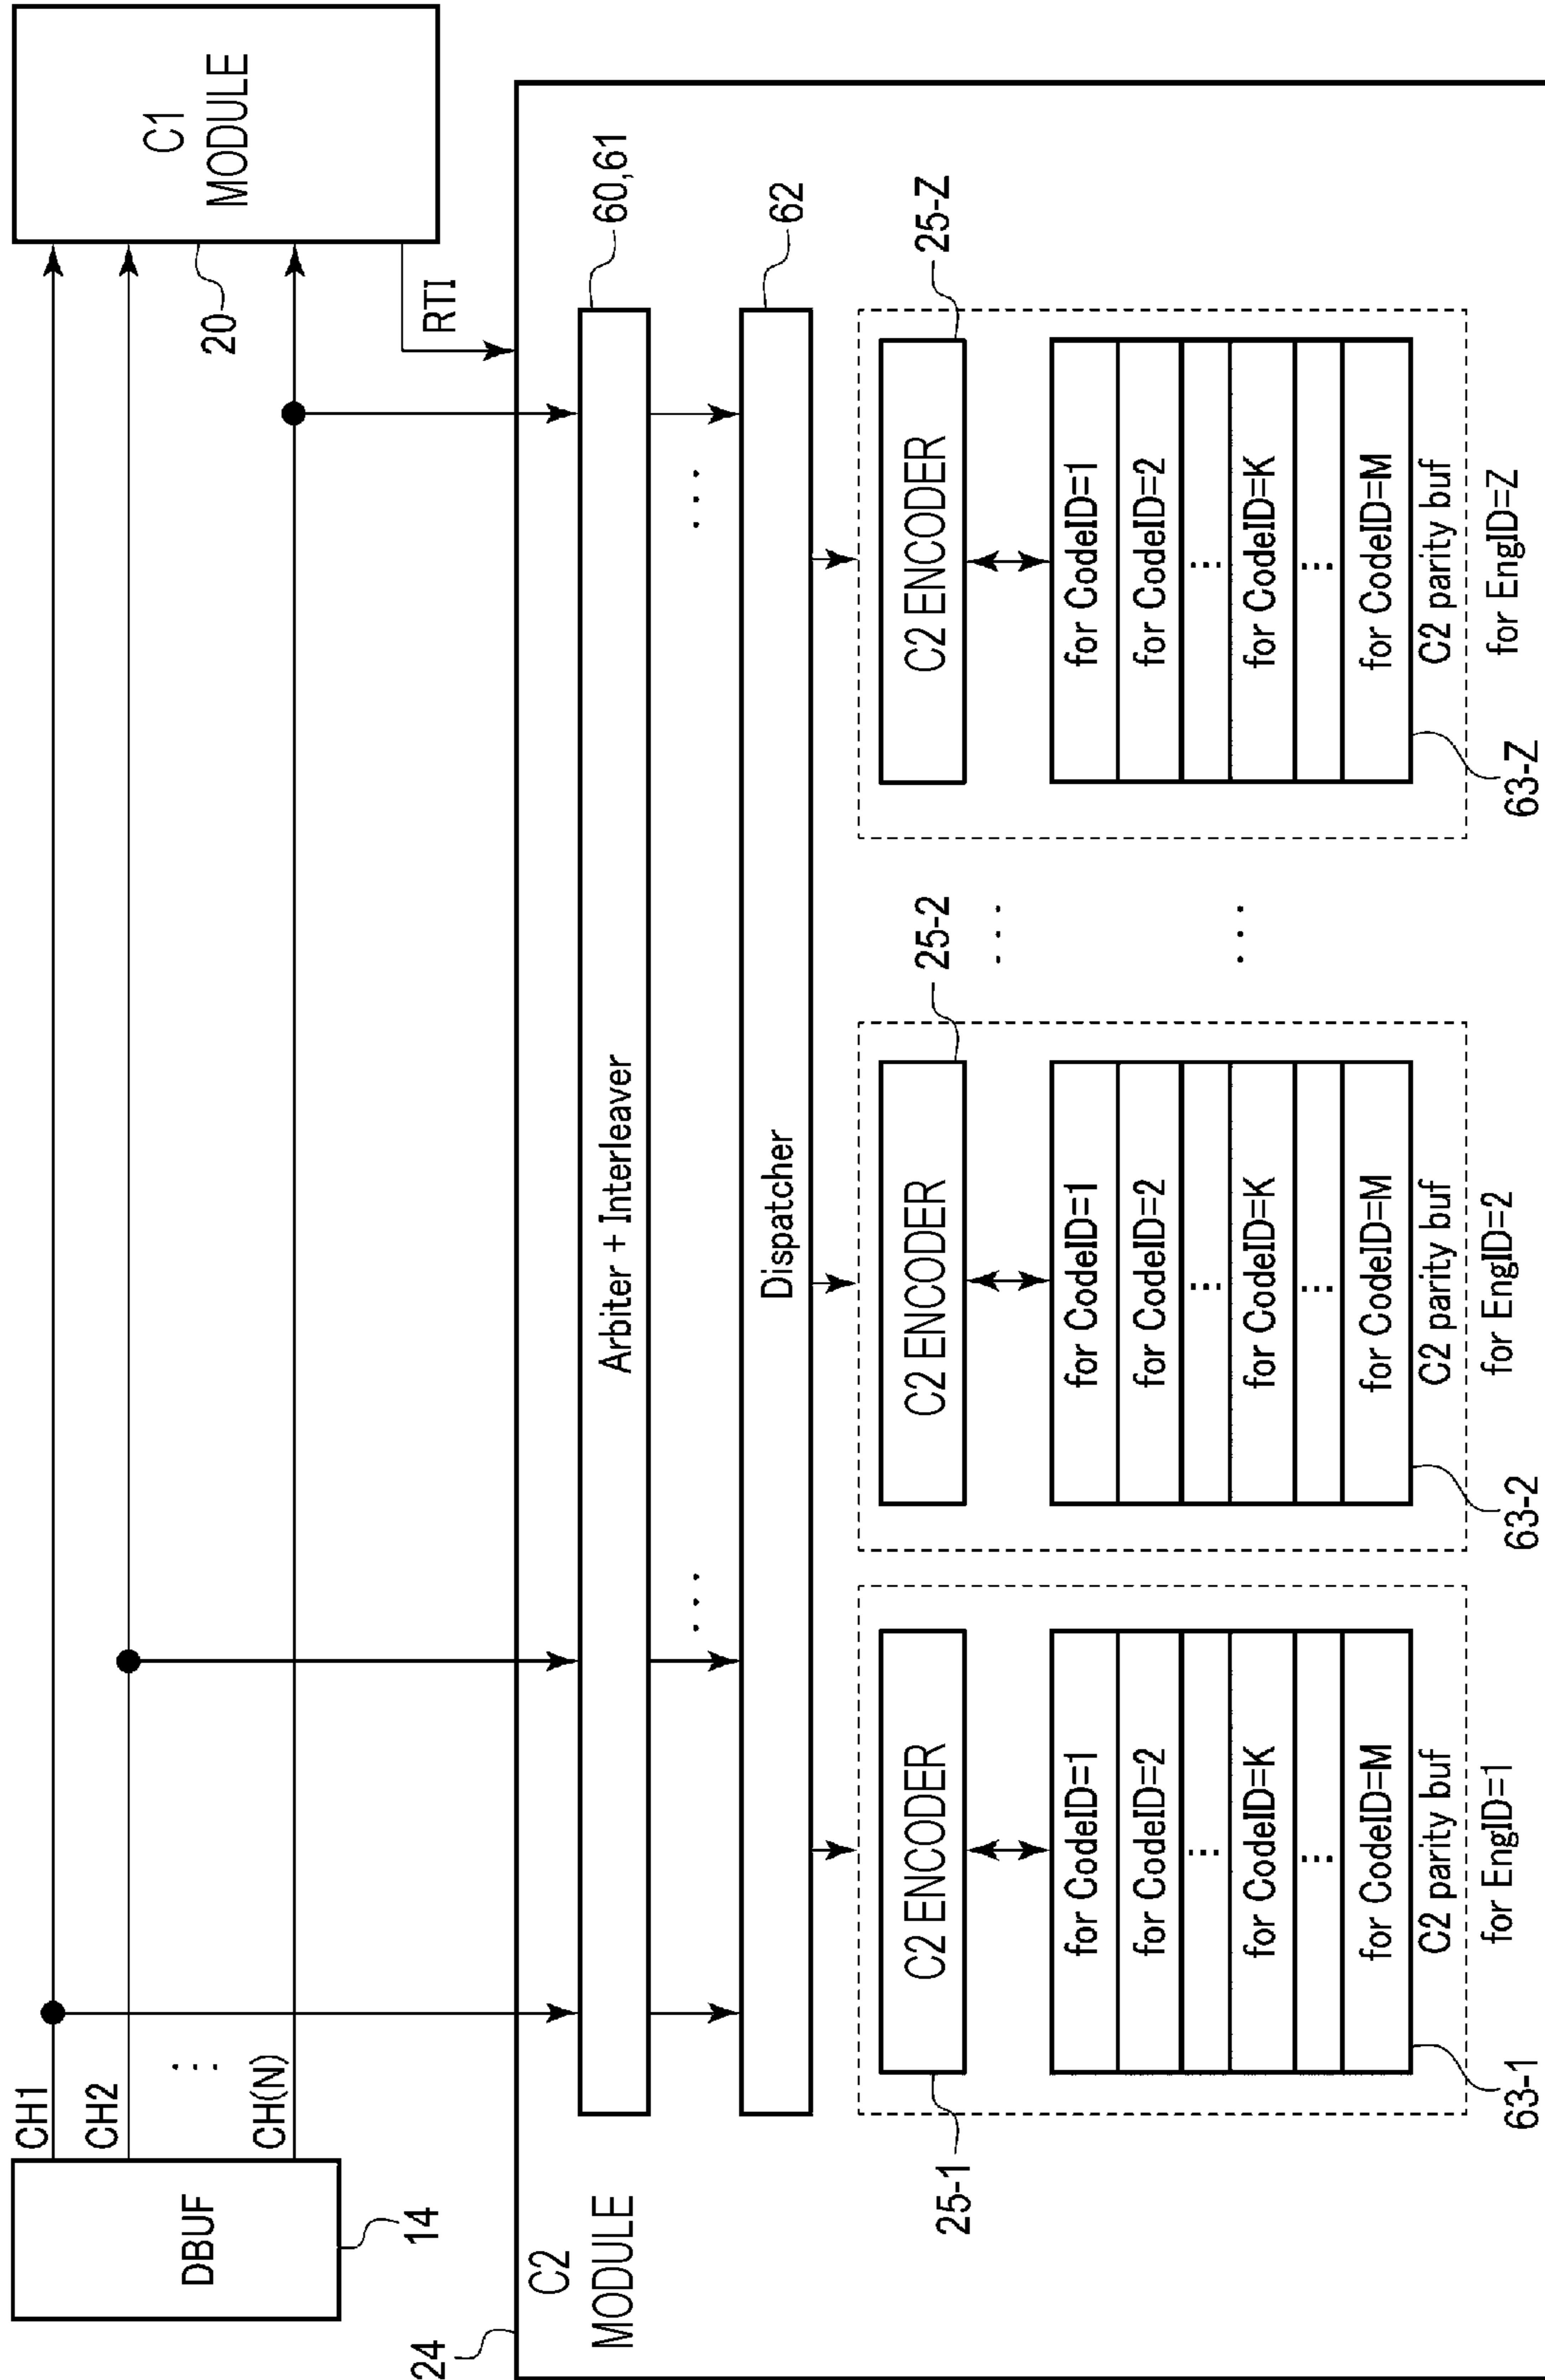 DBUF
14
CH1
CH2
⋮
CH(N)
C1
MODULE
20
RTI
24
C2
MODULE
Arbiter + Interleaver
60,61
...
...
Dispatcher
62
25-1
C2 ENCODER
for CodeID=1
for CodeID=2
...
for CodeID=K
...
for CodeID=M
C2 parity buf
for EngID=1
63-1
25-2
C2 ENCODER
for CodeID=1
for CodeID=2
...
for CodeID=K
...
for CodeID=M
C2 parity buf
for EngID=2
63-2
...
...
25-Z
C2 ENCODER
for CodeID=1
for CodeID=2
...
for CodeID=K
...
for CodeID=M
C2 parity buf
for EngID=Z
63-Z